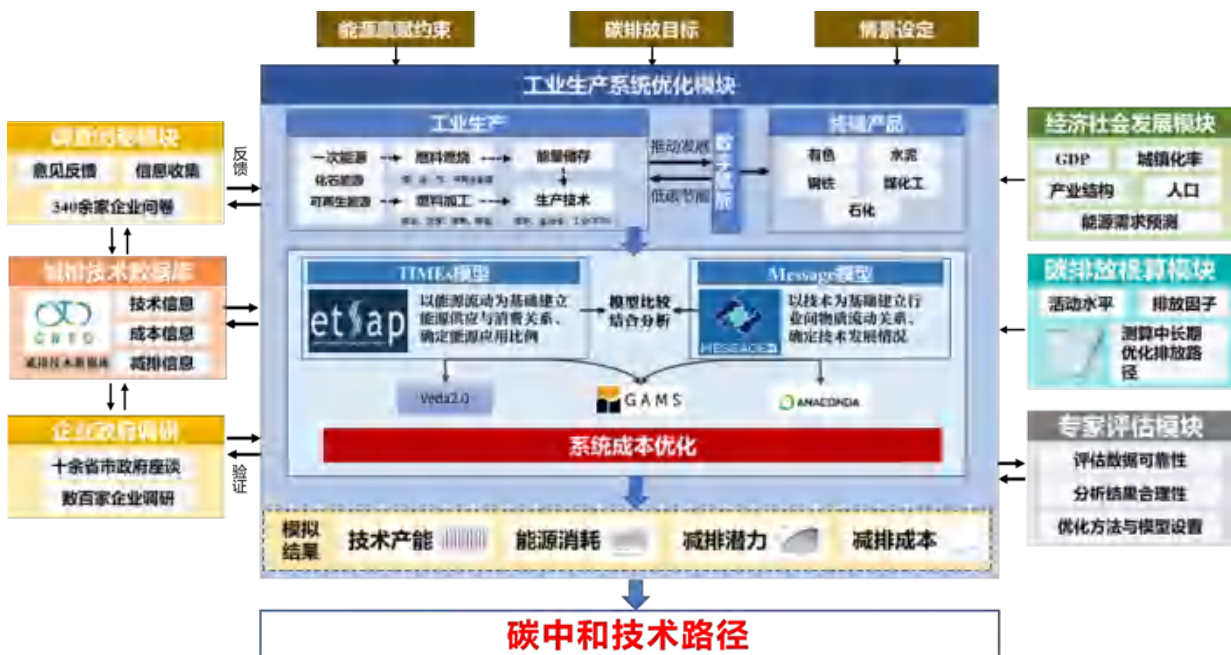 能源禀赋约束
碳排放目标
情景设定
工业生产系统优化模块
调查问卷模块
意见反馈
信息收集
340余家企业问卷
反馈
减排技术数据库
技术信息
成本信息
减排信息
减排技术数据库
企业政府调研
十余省市政府座谈
数百家企业调研
验证
工业生产
一次能源
燃料燃烧
能量储存
化石能源
可再生能源
燃料加工
生产技术
推动发展
低碳节能
终端产品
有色
水泥
钢铁
煤化工
石化
TIMEs模型
etsap
以能源流动为基础建立
能源供应与消费关系、
确定能源应用比例
模型比较
结合分析
Message模型
MESSAGEix
以技术为基础建立行
业间物质流动关系、
确定技术发展情况
Veda2.0
GAMS
ANACONDA
系统成本优化
模拟
结果
技术产能
能源消耗
减排潜力
减排成本
经济社会发展模块
GDP
城镇化率
产业结构
人口
能源需求预测
碳排放核算模块
活动水平
排放因子
测算中长期
优化排放路
径
专家评估模块
评估数据可靠性
分析结果合理性
优化方法与模型设置
碳中和技术路径